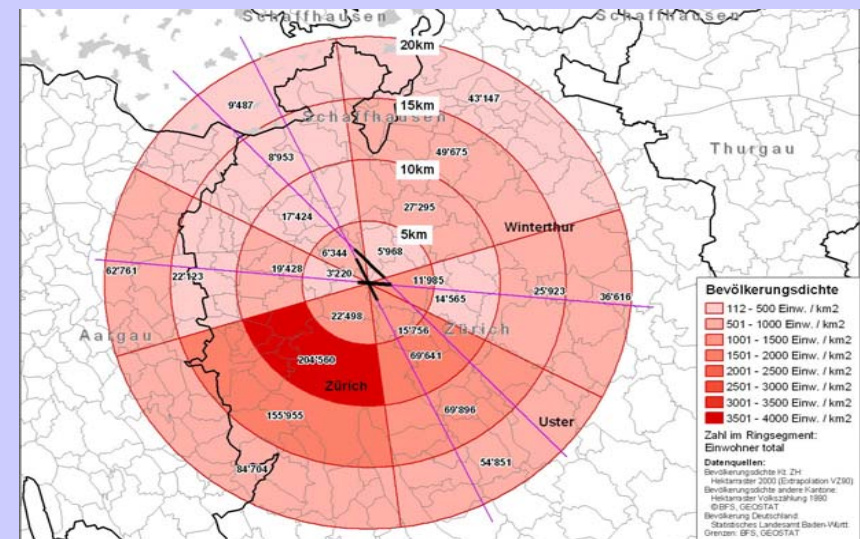 Schaffhausen
Schaffhausen
20km
9'487
43'147
15km
Schaffhausen
8'953
49'675
Thurgau
10km
17'424
27'295
Winterthur
5km
6'344
5'968
62'761
22'123
19'428
3'220
11'985
14'565
25'923
36'616
22'498
15'756
Zürich
Aargau
69'641
204'560
Zürich
155'955
69'896
Uster
54'851
84'704
Bevölkerungsdichte
112 - 500 Einw. / km2
501 - 1000 Einw. / km2
1001 - 1500 Einw. / km2
1501 - 2000 Einw. / km2
2001 - 2500 Einw. / km2
2501 - 3000 Einw. / km2
3001 - 3500 Einw. / km2
3501 - 4000 Einw. / km2
Zahl im Ringsegment:
Einwohner total
Datenquellen:
Bevölkerungsdichte Kt. ZH:
Hektarraster 2000 (Extrapolation VZ90)
Bevölkerungsdichte andere Kantone:
Hektarraster Volkszählung 1990
©BFS, GEOSTAT
Bevölkerung Deutschland:
Statistisches Landesamt Baden-Württ.
Grenzen: BFS, GEOSTAT